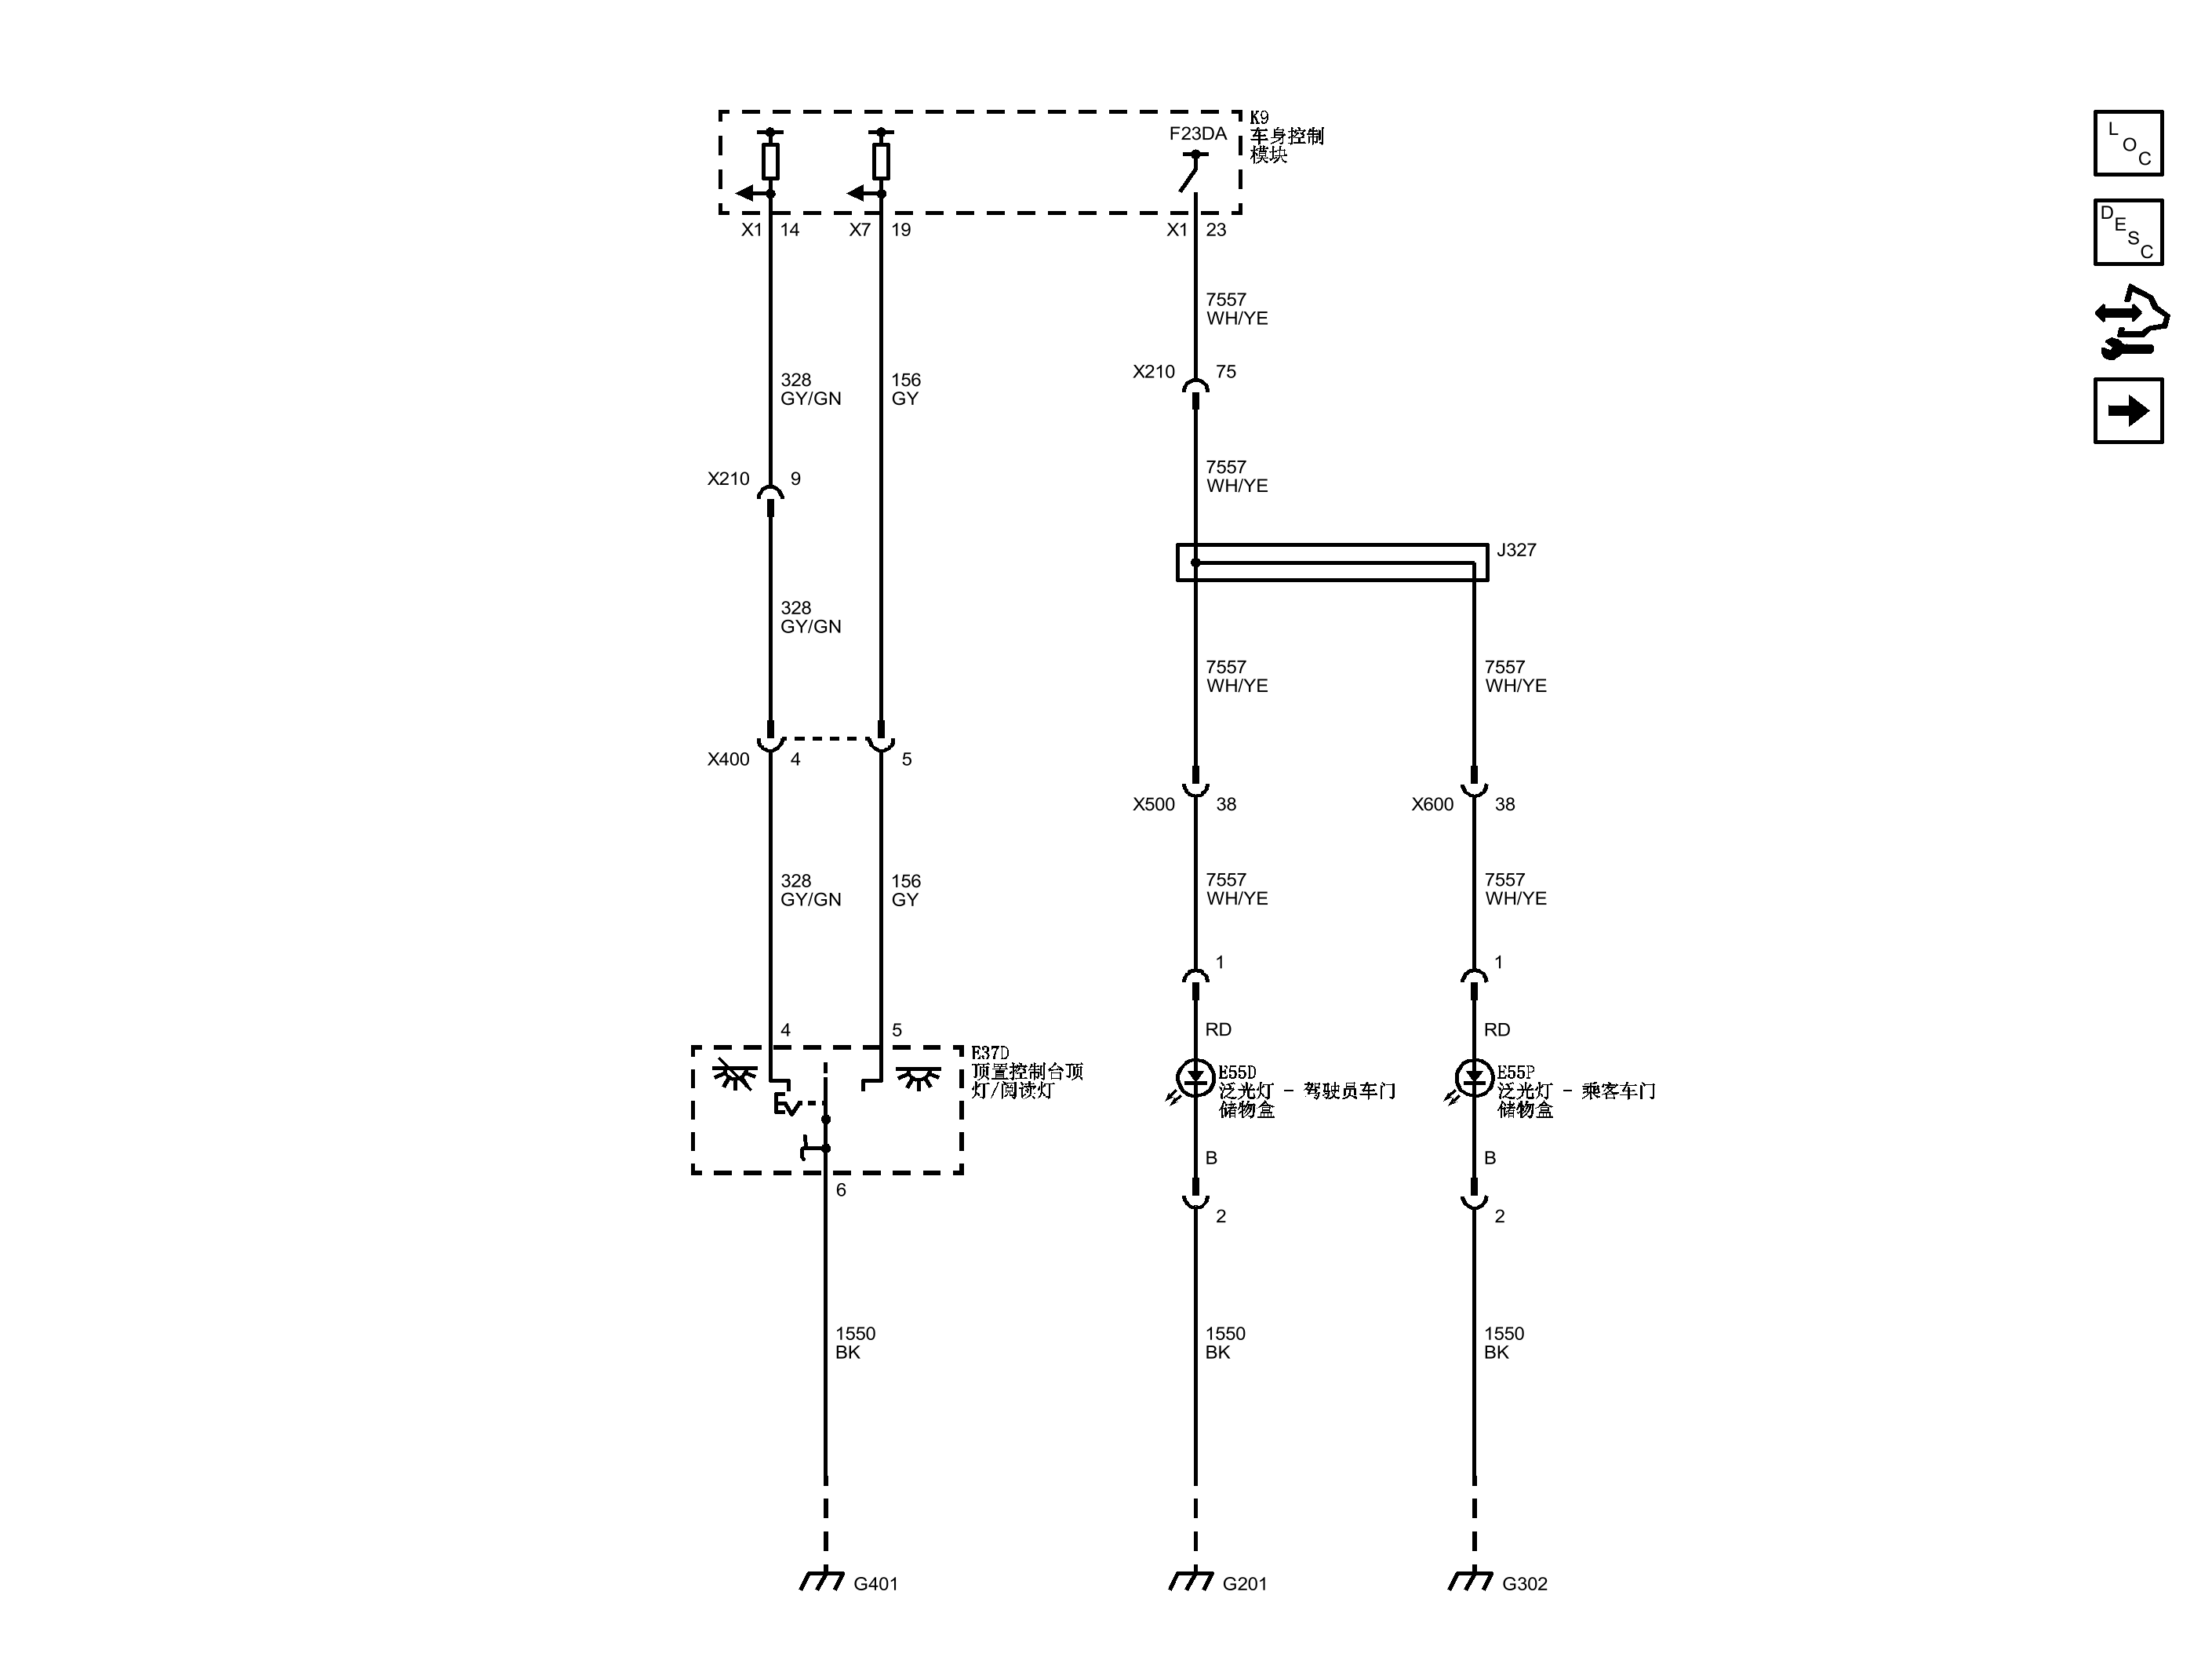 K9
车身控制
模块
F23DA
X1 14
X7 19
X1 23
7557
WH/YE
328
GY/GN
156
GY
X210 75
X210 9
7557
WH/YE
J327
328
GY/GN
7557
WH/YE
7557
WH/YE
X400 4
5
X500 38
X600 38
328
GY/GN
156
GY
7557
WH/YE
7557
WH/YE
1
1
4
5
RD
RD
E37D
顶置控制台顶
灯/阅读灯
E55D
泛光灯 - 驾驶员车门
储物盒
E55P
泛光灯 - 乘客车门
储物盒
B
B
6
2
2
1550
BK
1550
BK
1550
BK
G401
G201
G302
LOC
DESC